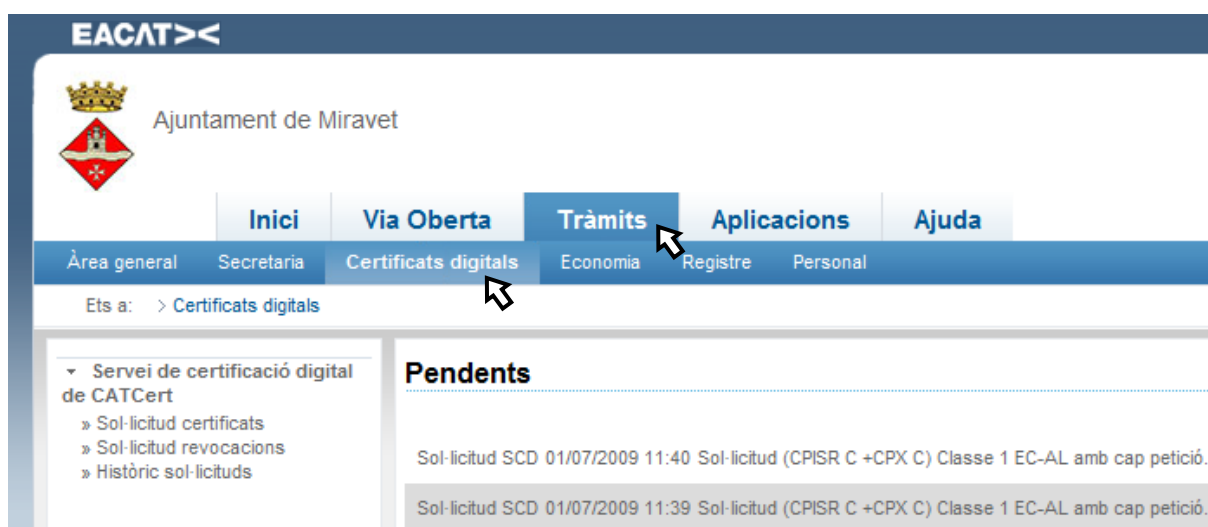 EACAT><
Ajuntament de Miravet
Inici Via Oberta Tràmits Aplicacions Ajuda
Àrea general Secretaria Certificats digitals Economia Registre Personal
Ets a: > Certificats digitals
Servei de certificació digital
de CATCert
» Sol·licitud certificats
» Sol·licitud revocacions
» Històric sol·licituds
Pendents
Sol·licitud SCD 01/07/2009 11:40 Sol·licitud (CPISR C +CPX C) Classe 1 EC-AL amb cap petició.
Sol·licitud SCD 01/07/2009 11:39 Sol·licitud (CPISR C +CPX C) Classe 1 EC-AL amb cap petició.